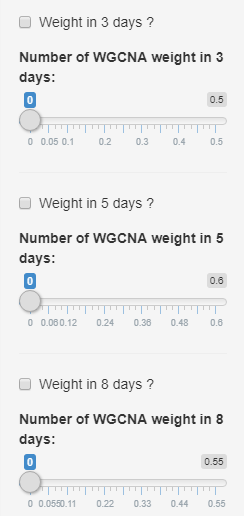 Weight in 3 days ?
Number of WGCNA weight in 3
days:
0 0.5
0 0.05 0.1 0.2 0.3 0.4 0.5
Weight in 5 days ?
Number of WGCNA weight in 5
days:
0 0.6
0 0.06 0.12 0.24 0.36 0.48 0.6
Weight in 8 days ?
Number of WGCNA weight in 8
days:
0 0.55
0 0.055 0.11 0.22 0.33 0.44 0.55